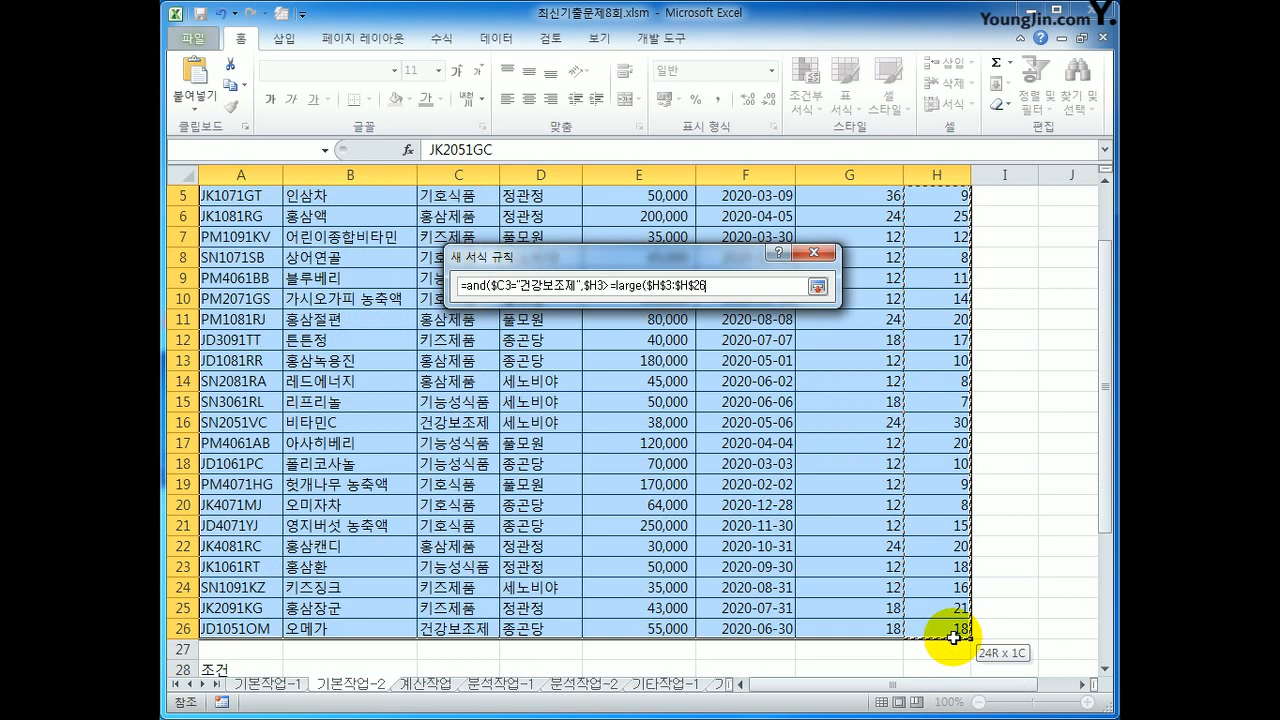 최신기출문제8회.xlsm - Microsoft Excel
YoungJin.com Y.
파일 홈 삽입 페이지 레이아웃 수식 데이터 검토 보기 개발 도구
붙여넣기
11
가 가 가
일반
조건부 서식 표 서식 셀 스타일
삽입
삭제
서식
정렬 및 필터 찾기 및 선택
클립보드 글꼴 맞춤 표시 형식 스타일 셀 편집
fx JK2051GC
A B C D E F G H I J
5 JK1071GT 인삼차 기호식품 정관정 50,000 2020-03-09 36 9
6 JK1081RG 홍삼액 홍삼제품 정관정 200,000 2020-04-05 24 25
7 PM1091KV 어린이종합비타민 키즈제품 풀모원 35,000 2020-03-30 12 12
8 SN1071SB 상어연골 12 8
새 서식 규칙
9 PM4061BB 블루베리 12 11
=and($C3="건강보조제",$H3>=large($H$3:$H$26
10 PM2071GS 가시오가피 농축액 12 14
11 PM1081RJ 홍삼절편 홍삼제품 풀모원 80,000 2020-08-08 24 20
12 JD3091TT 튼튼정 키즈제품 종곤당 40,000 2020-07-07 18 17
13 JD1081RR 홍삼녹용진 홍삼제품 종곤당 180,000 2020-05-01 12 10
14 SN2081RA 레드에너지 홍삼제품 세노비야 45,000 2020-06-02 12 8
15 SN3061RL 리프리놀 기능성식품 세노비야 50,000 2020-06-06 18 7
16 SN2051VC 비타민C 건강보조제 세노비야 38,000 2020-05-06 24 30
17 PM4061AB 아사히베리 기능성식품 풀모원 120,000 2020-04-04 12 20
18 JD1061PC 폴리코사놀 기능성식품 종곤당 70,000 2020-03-03 12 10
19 PM4071HG 헛개나무 농축액 기호식품 풀모원 170,000 2020-02-02 12 9
20 JK4071MJ 오미자차 기호식품 종곤당 64,000 2020-12-28 12 8
21 JD4071YJ 영지버섯 농축액 기호식품 종곤당 250,000 2020-11-30 12 15
22 JK4081RC 홍삼캔디 홍삼제품 정관정 30,000 2020-10-31 24 20
23 JK1061RT 홍삼환 기능성식품 정관정 50,000 2020-09-30 12 18
24 SN1091KZ 키즈징크 키즈제품 세노비야 35,000 2020-08-31 12 16
25 JK2091KG 홍삼장군 키즈제품 정관정 43,000 2020-07-31 18 21
26 JD1051OM 오메가 건강보조제 종곤당 55,000 2020-06-30 18 18
27
24R x 1C
28 조건
기본작업-1 기본작업-2 계산작업 분석작업-1 분석작업-2 기타작업-1
참조 100%